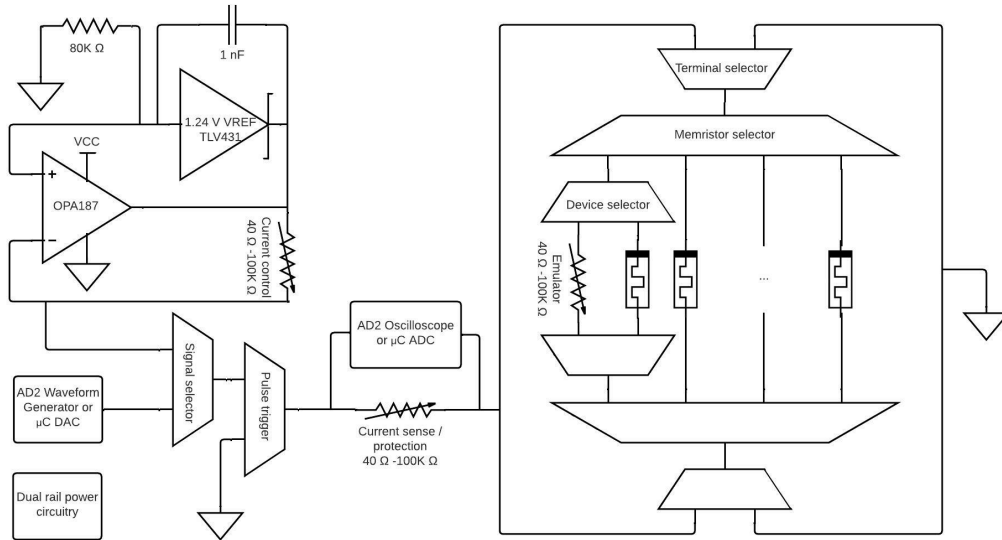 80K Ω
1 nF
1.24 V VREF
TLV431
VCC
+
OPA187
−
Current control
40 Ω -100K Ω
AD2 Waveform
Generator or
µC DAC
Dual rail power
circuitry
Signal selector
Pulse trigger
AD2 Oscilloscope
or µC ADC
Current sense /
protection
40 Ω -100K Ω
Terminal selector
Memristor selector
Device selector
Emulator
40 Ω -100K Ω
...